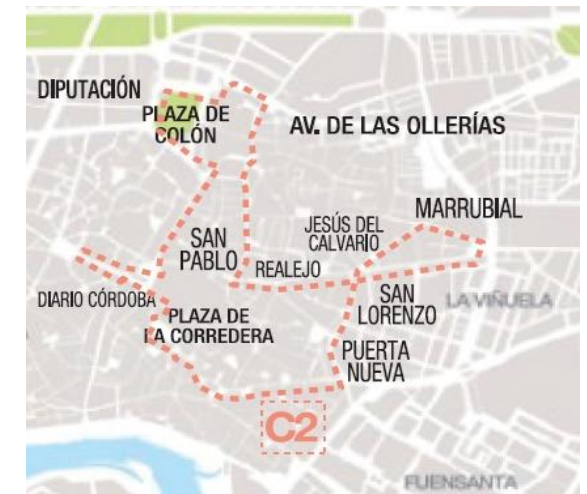 DIPUTACIÓN
PLAZA DE
COLÓN
AV. DE LAS OLLERÍAS
MARRUBIAL
JESÚS DEL
CALVARIO
SAN
PABLO
REALEJO
DIARIO CÓRDOBA
PLAZA DE
LA CORREDERA
SAN
LORENZO
LA VIÑUELA
PUERTA
NUEVA
C2
FUENSANTA